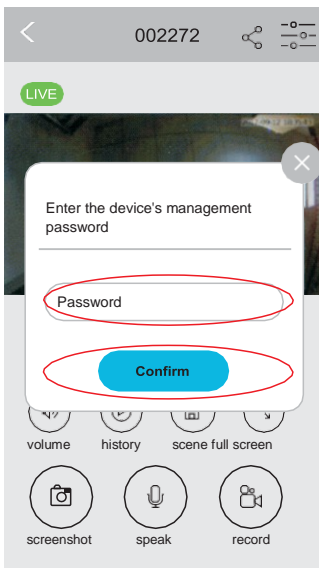 002272
LIVE
Enter the device's management
password
Password
Confirm
volume history scene full screen
screenshot speak record